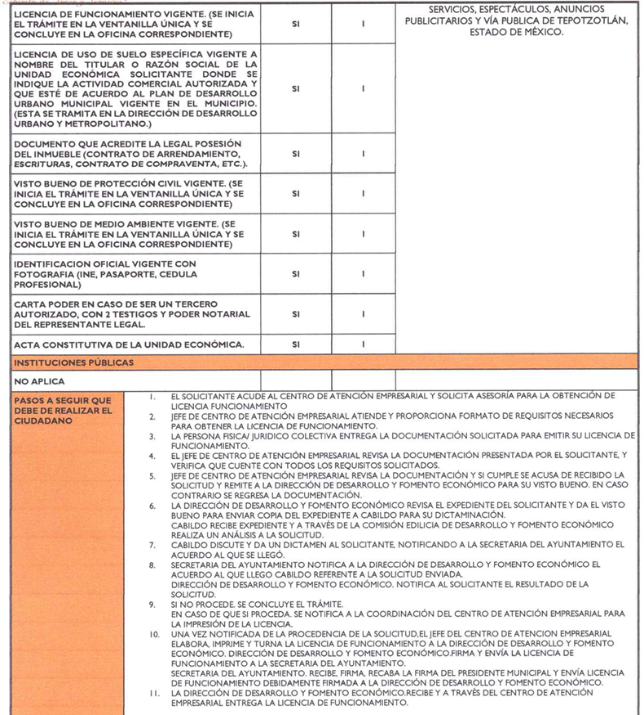 LICENCIA DE FUNCIONAMIENTO VIGENTE. (SE INICIA
EL TRÁMITE EN LA VENTANILLA ÚNICA Y SE
CONCLUYE EN LA OFICINA CORRESPONDIENTE)
SI
I
SERVICIOS, ESPECTÁCULOS, ANUNCIOS
PUBLICITARIOS Y VÍA PUBLICA DE TEPOTZOTLÁN,
ESTADO DE MÉXICO.
LICENCIA DE USO DE SUELO ESPECÍFICA VIGENTE A
NOMBRE DEL TITULAR O RAZÓN SOCIAL DE LA
UNIDAD ECONÓMICA SOLICITANTE DONDE SE
INDIQUE LA ACTIVIDAD COMERCIAL AUTORIZADA Y
QUE ESTÉ DE ACUERDO AL PLAN DE DESARROLLO
URBANO MUNICIPAL VIGENTE EN EL MUNICIPIO.
(ESTA SE TRAMITA EN LA DIRECCIÓN DE DESARROLLO
URBANO Y METROPOLITANO.)
SI
I
DOCUMENTO QUE ACREDITE LA LEGAL POSESIÓN
DEL INMUEBLE (CONTRATO DE ARRENDAMIENTO,
ESCRITURAS, CONTRATO DE COMPRAVENTA, ETC.).
SI
I
VISTO BUENO DE PROTECCIÓN CIVIL VIGENTE. (SE
INICIA EL TRÁMITE EN LA VENTANILLA ÚNICA Y SE
CONCLUYE EN LA OFICINA CORRESPONDIENTE)
SI
I
VISTO BUENO DE MEDIO AMBIENTE VIGENTE. (SE
INICIA EL TRÁMITE EN LA VENTANILLA ÚNICA Y SE
CONCLUYE EN LA OFICINA CORRESPONDIENTE)
SI
I
IDENTIFICACION OFICIAL VIGENTE CON
FOTOGRAFIA (INE, PASAPORTE, CEDULA
PROFESIONAL)
SI
I
CARTA PODER EN CASO DE SER UN TERCERO
AUTORIZADO, CON 2 TESTIGOS Y PODER NOTARIAL
DEL REPRESENTANTE LEGAL.
SI
I
ACTA CONSTITUTIVA DE LA UNIDAD ECONÓMICA.
SI
I
INSTITUCIONES PÚBLICAS
NO APLICA
PASOS A SEGUIR QUE
DEBE DE REALIZAR EL
CIUDADANO
1. EL SOLICITANTE ACUDE AL CENTRO DE ATENCIÓN EMPRESARIAL Y SOLICITA ASESORÍA PARA LA OBTENCIÓN DE
LICENCIA FUNCIONAMIENTO
2. JEFE DE CENTRO DE ATENCIÓN EMPRESARIAL ATIENDE Y PROPORCIONA FORMATO DE REQUISITOS NECESARIOS
PARA OBTENER LA LICENCIA DE FUNCIONAMIENTO.
3. LA PERSONA FISICA/ JURIDICO COLECTIVA ENTREGA LA DOCUMENTACIÓN SOLICITADA PARA EMITIR SU LICENCIA DE
FUNCIONAMIENTO.
4. EL JEFE DE CENTRO DE ATENCIÓN EMPRESARIAL REVISA LA DOCUMENTACIÓN PRESENTADA POR EL SOLICITANTE, Y
VERIFICA QUE CUENTE CON TODOS LOS REQUISITOS SOLICITADOS.
5. JEFE DE CENTRO DE ATENCIÓN EMPRESARIAL REVISA LA DOCUMENTACIÓN Y SI CUMPLE SE ACUSA DE RECIBIDO LA
SOLICITUD Y REMITE A LA DIRECCIÓN DE DESARROLLO Y FOMENTO ECONÓMICO PARA SU VISTO BUENO. EN CASO
CONTRARIO SE REGRESA LA DOCUMENTACIÓN.
6. LA DIRECCIÓN DE DESARROLLO Y FOMENTO ECONÓMICO REVISA EL EXPEDIENTE DEL SOLICITANTE Y DA EL VISTO
BUENO PARA ENVIAR COPIA DEL EXPEDIENTE A CABILDO PARA SU DICTAMINACIÓN.
CABILDO RECIBE EXPEDIENTE Y A TRAVÉS DE LA COMISIÓN EDILICIA DE DESARROLLO Y FOMENTO ECONÓMICO
REALIZA UN ANÁLISIS A LA SOLICITUD.
7. CABILDO DISCUTE Y DA UN DICTAMEN AL SOLICITANTE, NOTIFICANDO A LA SECRETARIA DEL AYUNTAMIENTO EL
ACUERDO AL QUE SE LLEGÓ.
8. SECRETARIA DEL AYUNTAMIENTO NOTIFICA A LA DIRECCIÓN DE DESARROLLO Y FOMENTO ECONÓMICO EL
ACUERDO AL QUE LLEGO CABILDO REFERENTE A LA SOLICITUD ENVIADA.
DIRECCIÓN DE DESARROLLO Y FOMENTO ECONÓMICO. NOTIFICA AL SOLICITANTE EL RESULTADO DE LA
SOLICITUD.
9. SI NO PROCEDE. SE CONCLUYE EL TRÁMITE.
EN CASO DE QUE SI PROCEDA. SE NOTIFICA A LA COORDINACIÓN DEL CENTRO DE ATENCIÓN EMPRESARIAL PARA
LA IMPRESIÓN DE LA LICENCIA.
10. UNA VEZ NOTIFICADA DE LA PROCEDENCIA DE LA SOLICITUD,EL JEFE DEL CENTRO DE ATENCION EMPRESARIAL
ELABORA, IMPRIME Y TURNA LA LICENCIA DE FUNCIONAMIENTO A LA DIRECCIÓN DE DESARROLLO Y FOMENTO
ECONÓMICO. DIRECCIÓN DE DESARROLLO Y FOMENTO ECONÓMICO.FIRMA Y ENVÍA LA LICENCIA DE
FUNCIONAMIENTO A LA SECRETARIA DEL AYUNTAMIENTO.
SECRETARIA DEL AYUNTAMIENTO. RECIBE, FIRMA, RECABA LA FIRMA DEL PRESIDENTE MUNICIPAL Y ENVÍA LICENCIA
DE FUNCIONAMIENTO DEBIDAMENTE FIRMADA A LA DIRECCIÓN DE DESARROLLO Y FOMENTO ECONÓMICO.
11. LA DIRECCIÓN DE DESARROLLO Y FOMENTO ECONÓMICO.RECIBE Y A TRAVÉS DEL CENTRO DE ATENCIÓN
EMPRESARIAL ENTREGA LA LICENCIA DE FUNCIONAMIENTO.